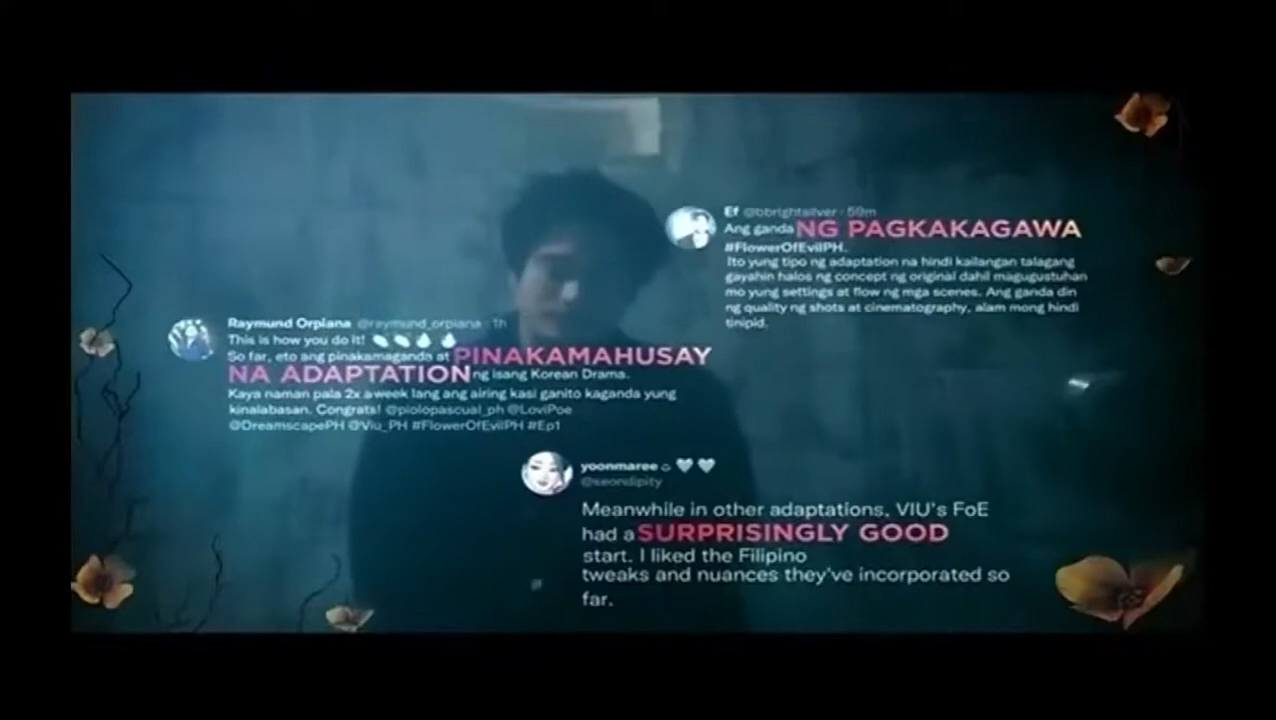 Ef @bbrightsilver · 59m
Ang ganda NG PAGKAKAGAWA
#FlowerOfEvilPH.
Ito yung tipo ng adaptation na hindi kailangan talagang
gayahin halos ng concept ng original dahil magugustuhan
mo yung settings at flow ng mga scenes. Ang ganda din
ng quality ng shots at cinematography, alam mong hindi
tinipid.
Raymund Orpiana @raymund_orpiana · 1h
This is how you do it!
So far, eto ang pinakamaganda at PINAKAMAHUSAY
NA ADAPTATION ng isang Korean Drama.
Kaya naman pala 2x a week lang ang airing kasi ganito kaganda yung
kinalabasan. Congrats! @piolopascual_ph @LoviPoe
@DreamscapePH @Viu_PH #FlowerOfEvilPH #Ep1
yoonmaree
@seondipity
Meanwhile in other adaptations, VIU's FoE
had a SURPRISINGLY GOOD
start. I liked the Filipino
tweaks and nuances they've incorporated so
far.